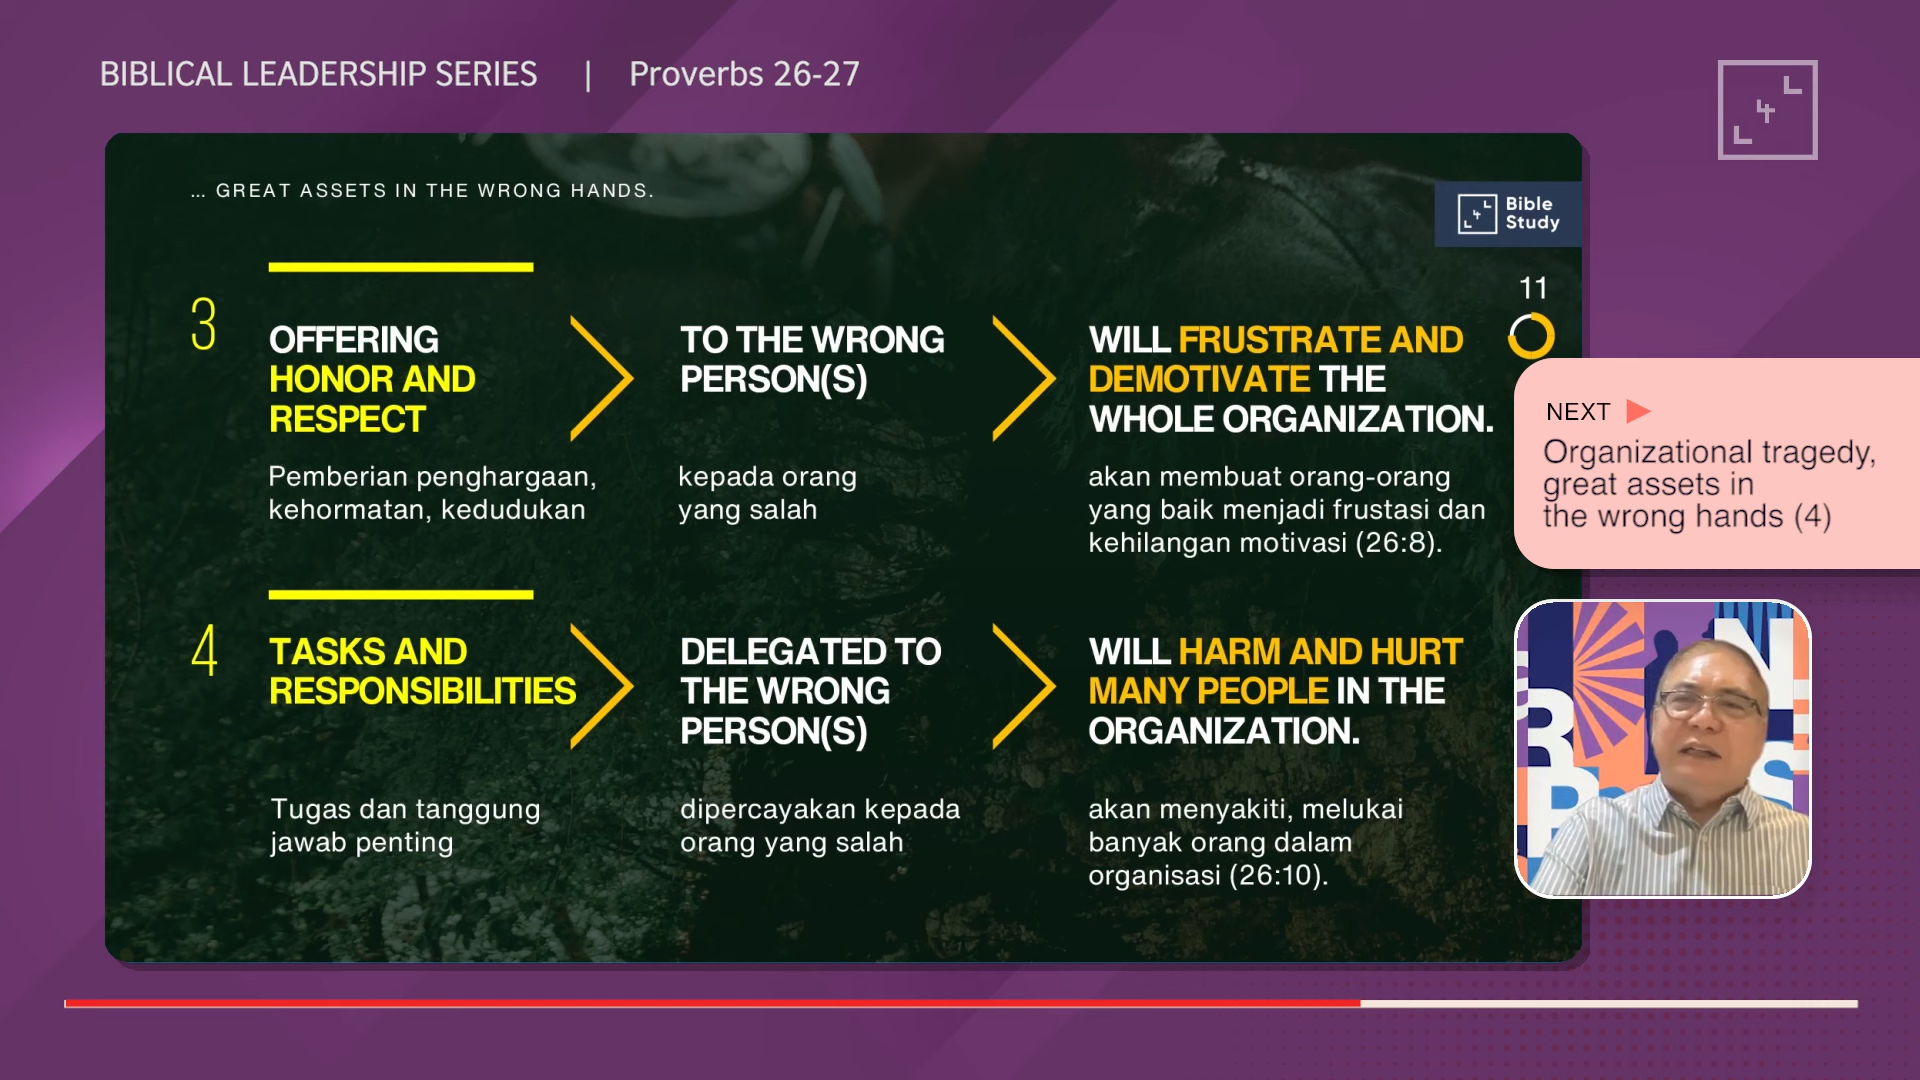 BIBLICAL LEADERSHIP SERIES | Proverbs 26-27
... GREAT ASSETS IN THE WRONG HANDS.
Bible
Study
11
3
OFFERING
HONOR AND
RESPECT
TO THE WRONG
PERSON(S)
WILL FRUSTRATE AND
DEMOTIVATE THE
WHOLE ORGANIZATION.
Pemberian penghargaan,
kehormatan, kedudukan
kepada orang
yang salah
akan membuat orang-orang
yang baik menjadi frustasi dan
kehilangan motivasi (26:8).
4
TASKS AND
RESPONSIBILITIES
DELEGATED TO
THE WRONG
PERSON(S)
WILL HARM AND HURT
MANY PEOPLE IN THE
ORGANIZATION.
Tugas dan tanggung
jawab penting
dipercayakan kepada
orang yang salah
akan menyakiti, melukai
banyak orang dalam
organisasi (26:10).
NEXT
Organizational tragedy,
great assets in
the wrong hands (4)